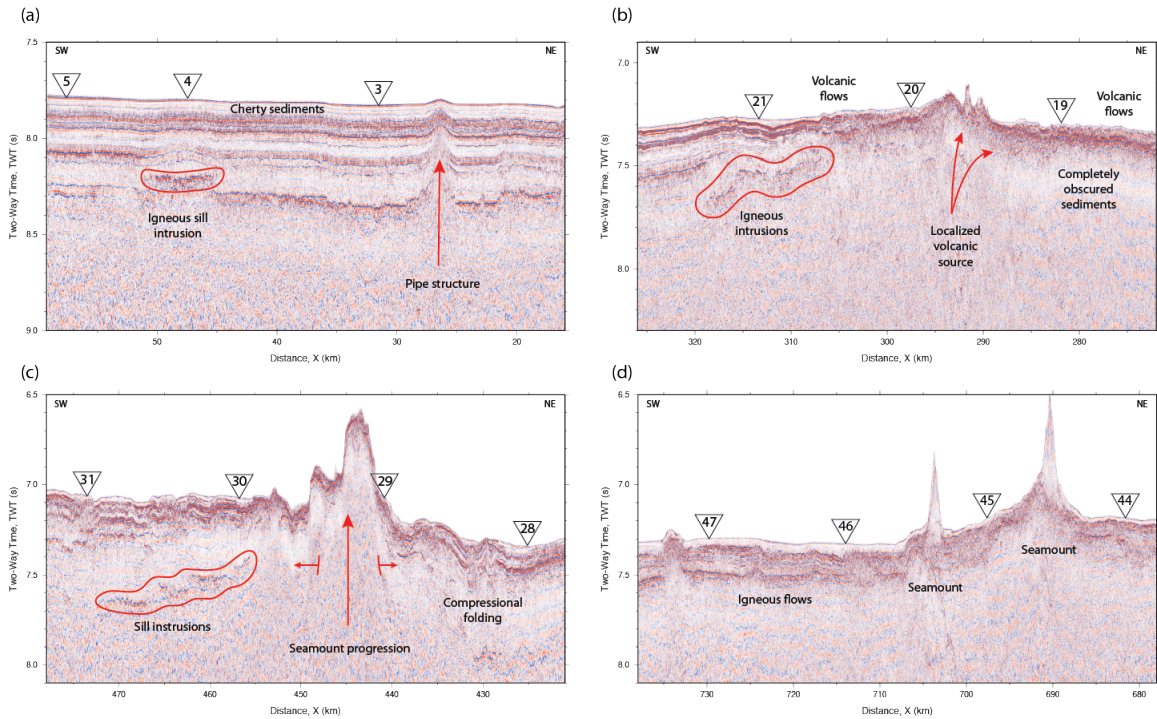 (a)
SW
NE
5
4
3
Cherty sediments
Igneous sill
intrusion
Pipe structure
7.5
8.0
8.5
9.0
Two-Way Time, TWT (s)
50
40
30
20
Distance, X (km)
(b)
SW
NE
21
20
19
Volcanic
flows
Volcanic
flows
Igneous
intrusions
Localized
volcanic
source
Completely
obscured
sediments
7.0
7.5
8.0
Two-Way Time, TWT (s)
320
310
300
290
280
Distance, X (km)
(c)
SW
NE
31
30
29
28
Sill instrusions
Seamount progression
Compressional
folding
6.5
7.0
7.5
8.0
Two-Way Time, TWT (s)
470
460
450
440
430
Distance, X (km)
(d)
SW
NE
47
46
45
44
Igneous flows
Seamount
Seamount
6.5
7.0
7.5
8.0
Two-Way Time, TWT (s)
730
720
710
700
690
680
Distance, X (km)